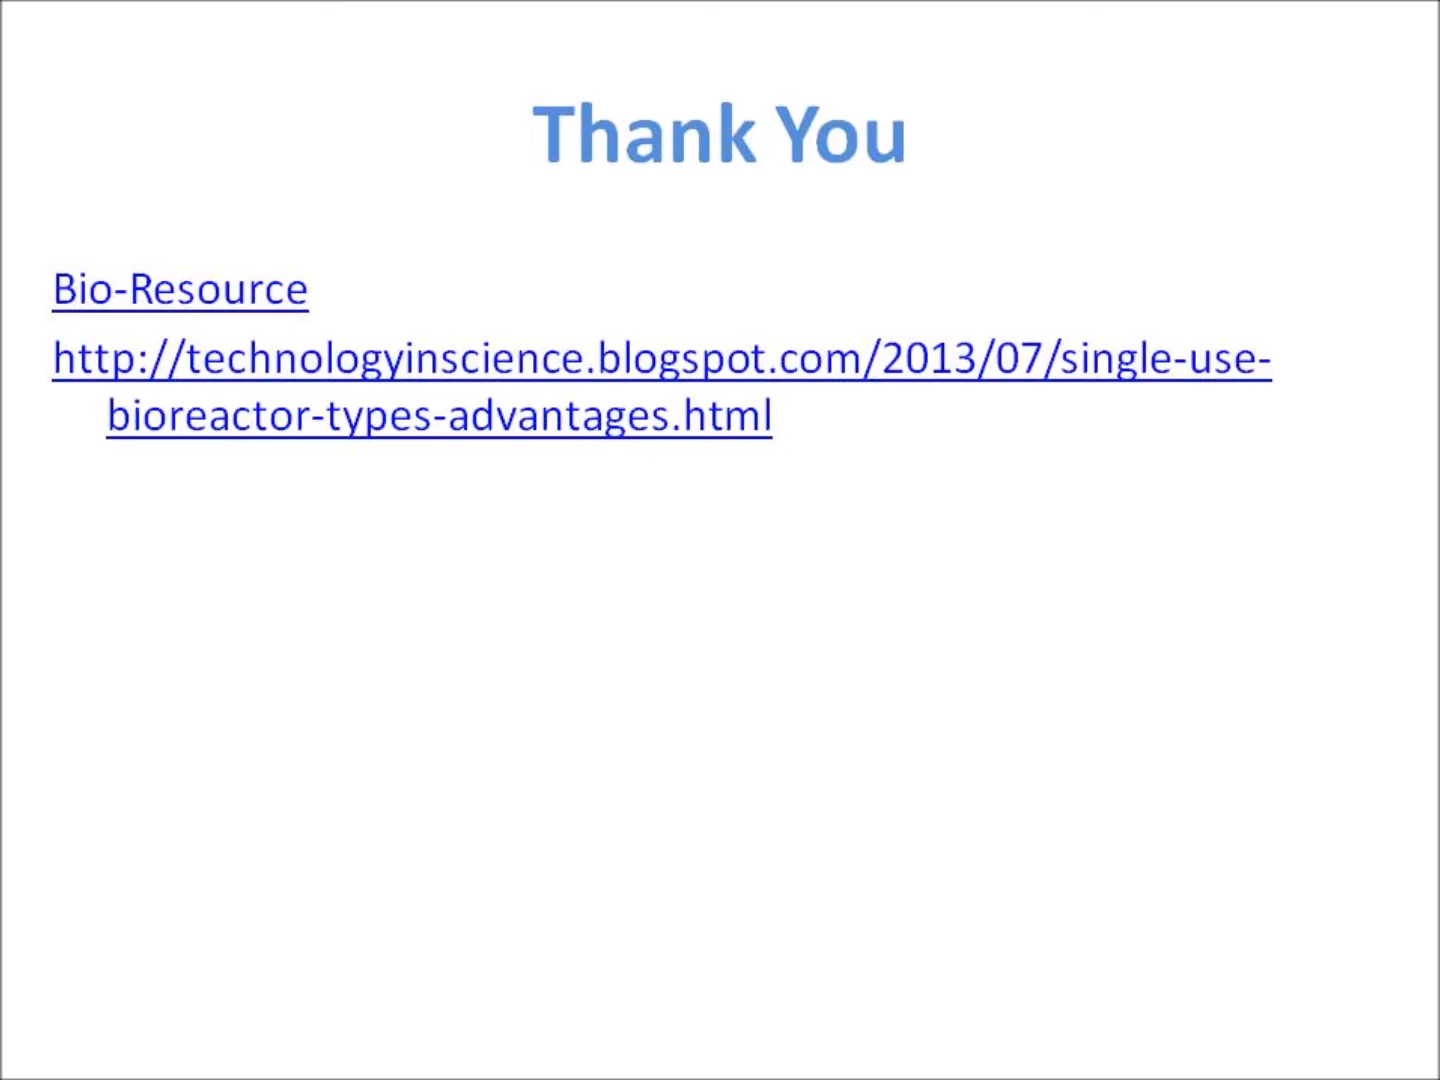 Thank You
Bio-Resource
http://technologyinscience.blogspot.com/2013/07/single-use-
bioreactor-types-advantages.html